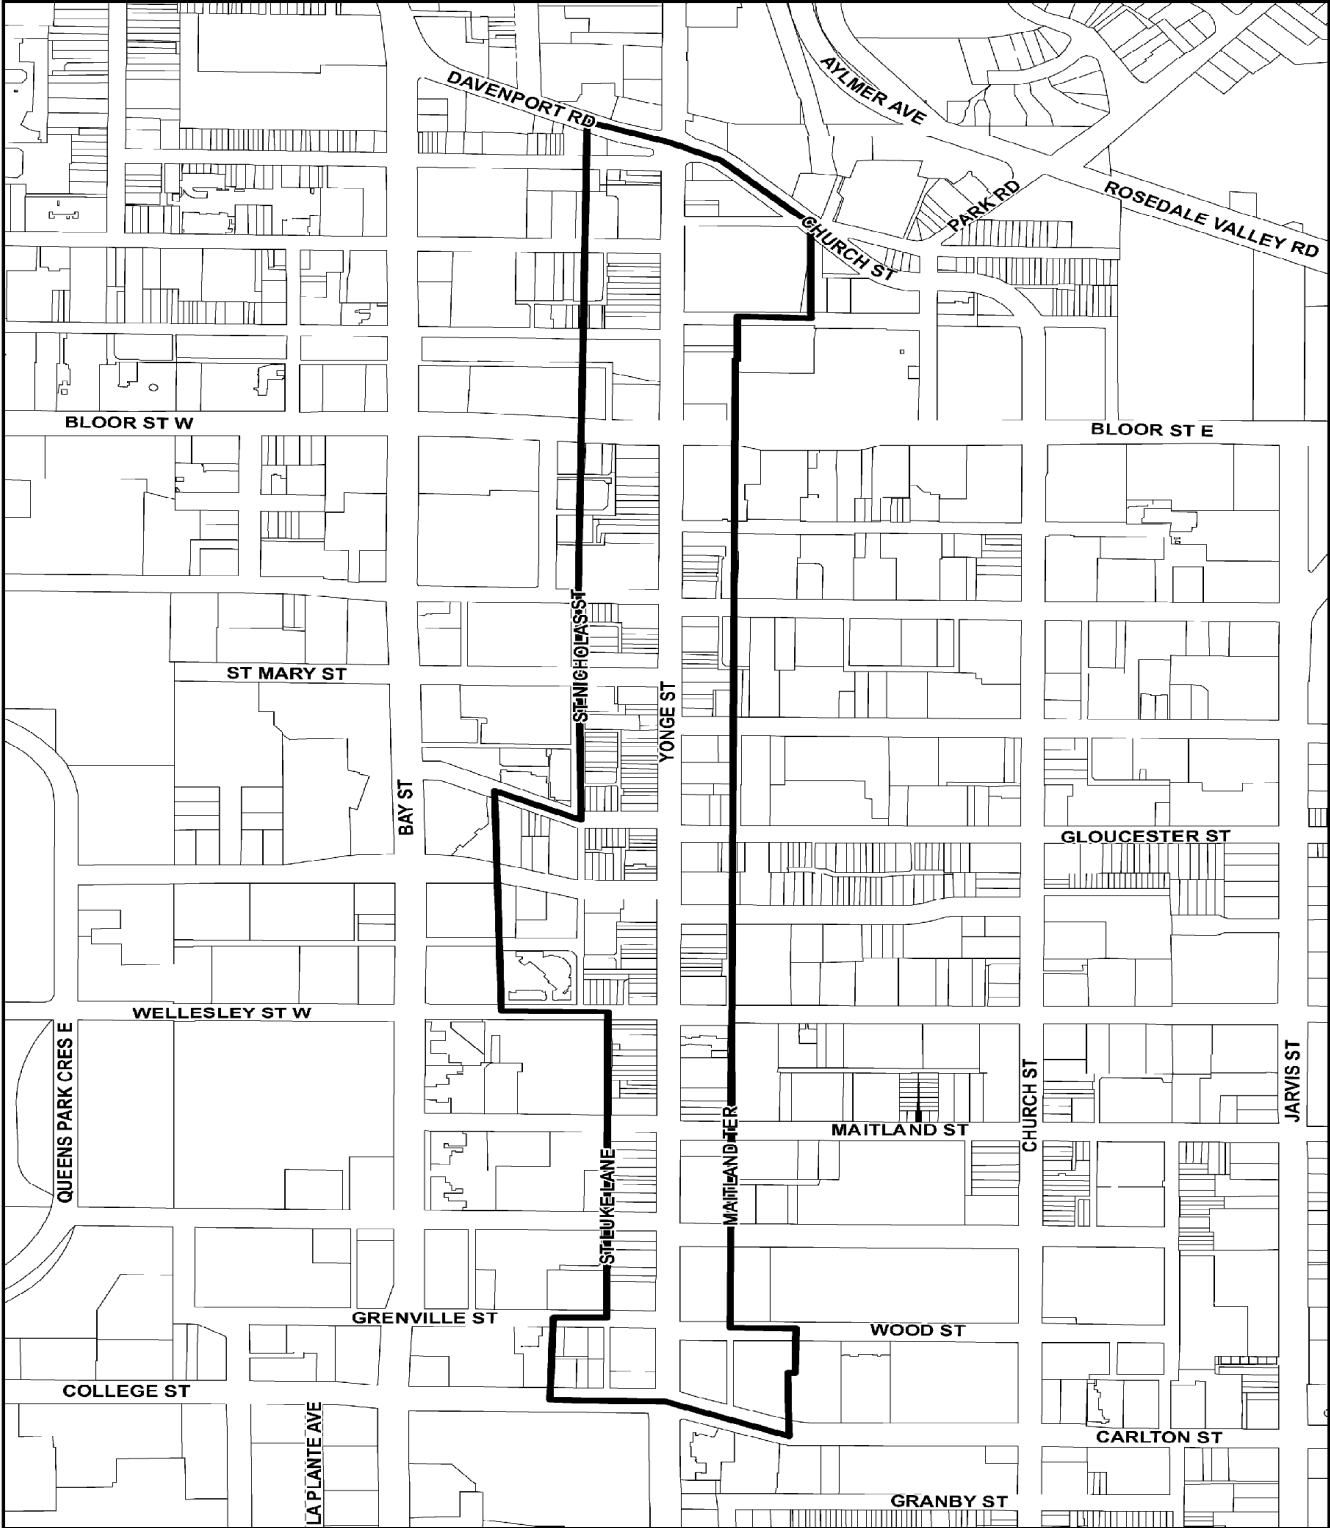 DAVENPORT RD
AYLMER AVE
PARK RD
ROSEDALE VALLEY RD
CHURCH ST
BLOOR ST W
BLOOR ST E
ST NICHOLAS ST
ST MARY ST
YONGE ST
BAY ST
GLOUCESTER ST
WELLESLEY ST W
QUEENS PARK CRES E
CHURCH ST
JARVIS ST
MAITLAND ST
MAITLAND TER
ST LUKE LANE
GRENVILLE ST
WOOD ST
COLLEGE ST
LA PLANTE AVE
CARLTON ST
GRANBY ST